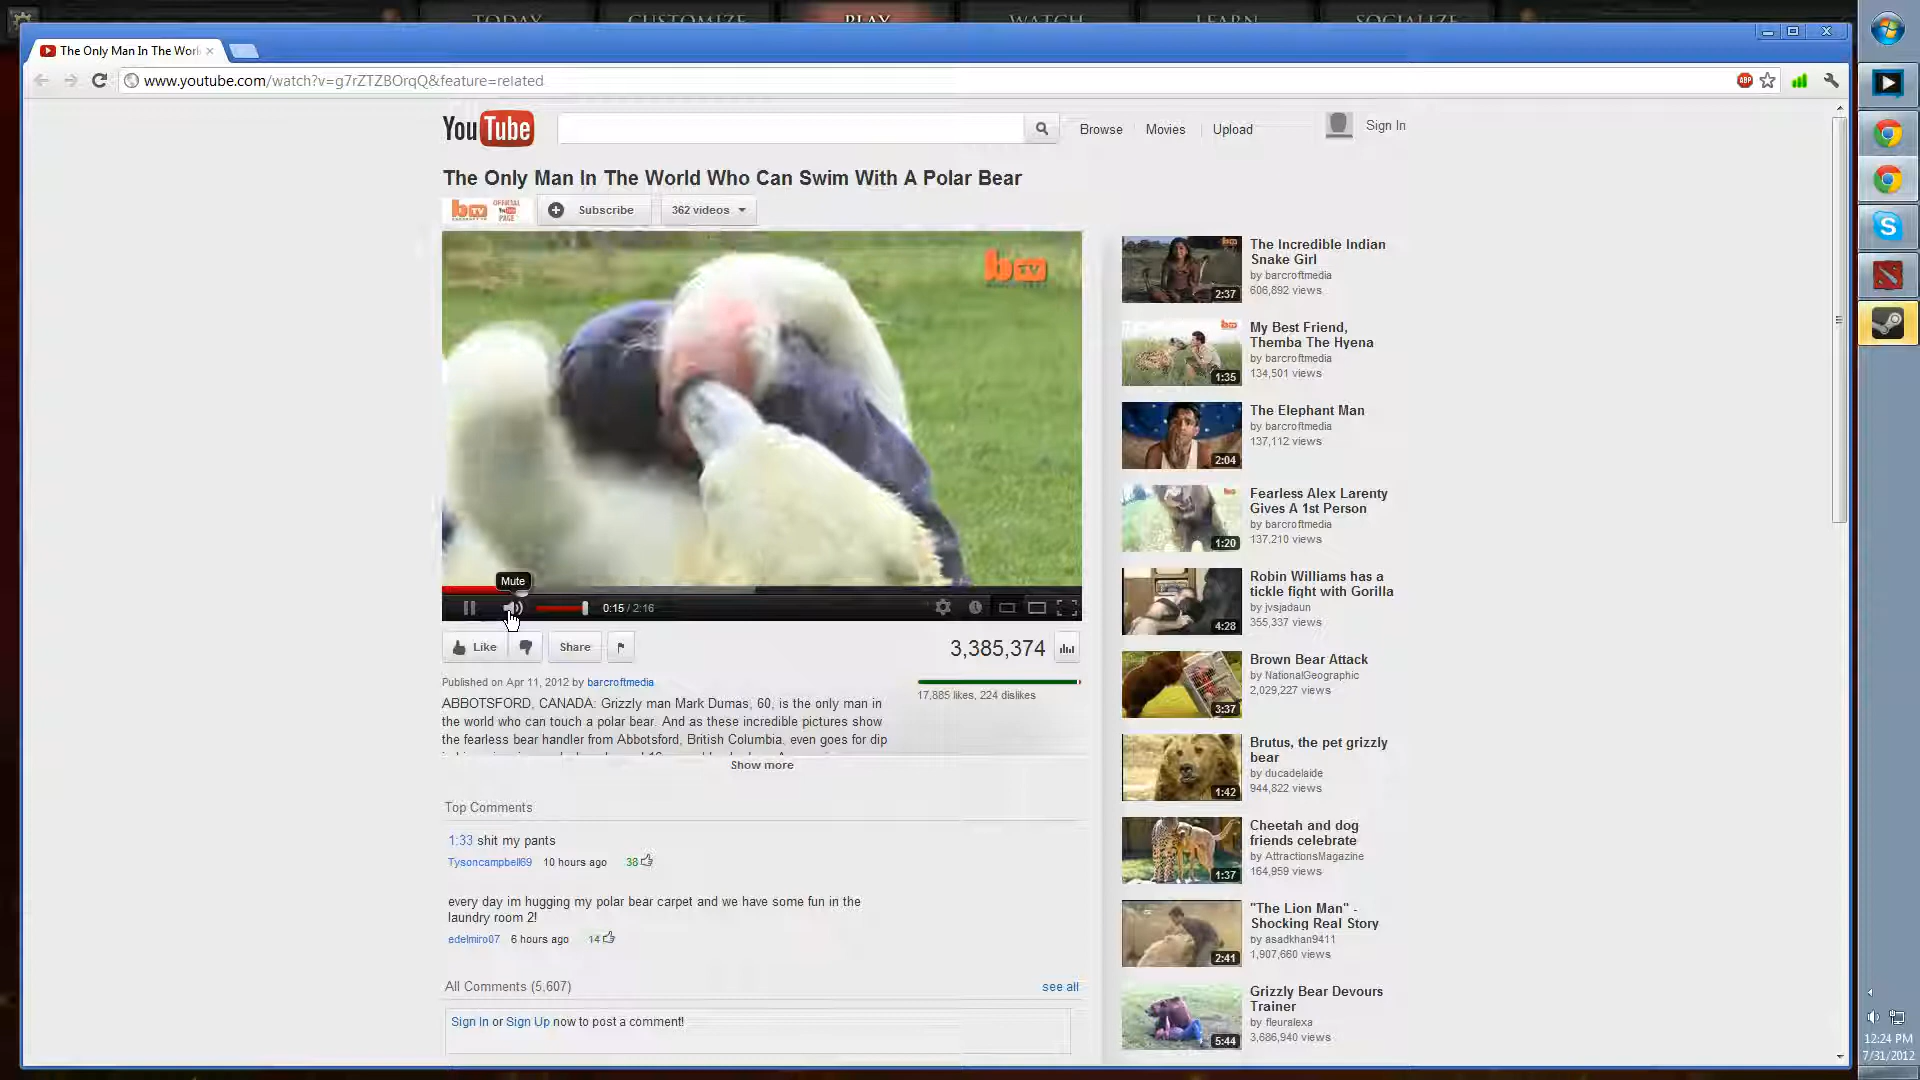 TODAY CUSTOMIZE PLAY WATCH LEARN SOCIALIZE
The Only Man In The Worl
www.youtube.com/watch?v=g7rZTZBOrqQ&feature=related
ABP
YouTube
Browse Movies Upload Sign In
The Only Man In The World Who Can Swim With A Polar Bear
OFFICIAL PAGE
Subscribe
362 videos
Mute
0:15 / 2:16
Like
Share
3,385,374
Published on Apr 11, 2012 by barcroftmedia
17,885 likes, 224 dislikes
ABBOTSFORD, CANADA: Grizzly man Mark Dumas, 60, is the only man in
the world who can touch a polar bear. And as these incredible pictures show
the fearless bear handler from Abbotsford, British Columbia, even goes for dip
Show more
Top Comments
1:33 shit my pants
Tysoncampbell69 10 hours ago 38
every day im hugging my polar bear carpet and we have some fun in the
laundry room 2!
edelmiro07 6 hours ago 14
All Comments (5,607)
see all
Sign In or Sign Up now to post a comment!
The Incredible Indian
Snake Girl
by barcroftmedia
606,892 views
2:37
My Best Friend,
Themba The Hyena
by barcroftmedia
134,501 views
1:35
The Elephant Man
by barcroftmedia
137,112 views
2:04
Fearless Alex Larenty
Gives A 1st Person
by barcroftmedia
137,210 views
1:20
Robin Williams has a
tickle fight with Gorilla
by jvsjadaun
355,337 views
4:28
Brown Bear Attack
by NationalGeographic
2,029,227 views
3:37
Brutus, the pet grizzly
bear
by ducadelaide
944,822 views
1:42
Cheetah and dog
friends celebrate
by AttractionsMagazine
164,959 views
1:37
"The Lion Man" -
Shocking Real Story
by asadkhan9411
1,907,660 views
2:41
Grizzly Bear Devours
Trainer
by fleuralexa
3,686,940 views
5:44
12:24 PM
7/31/2012